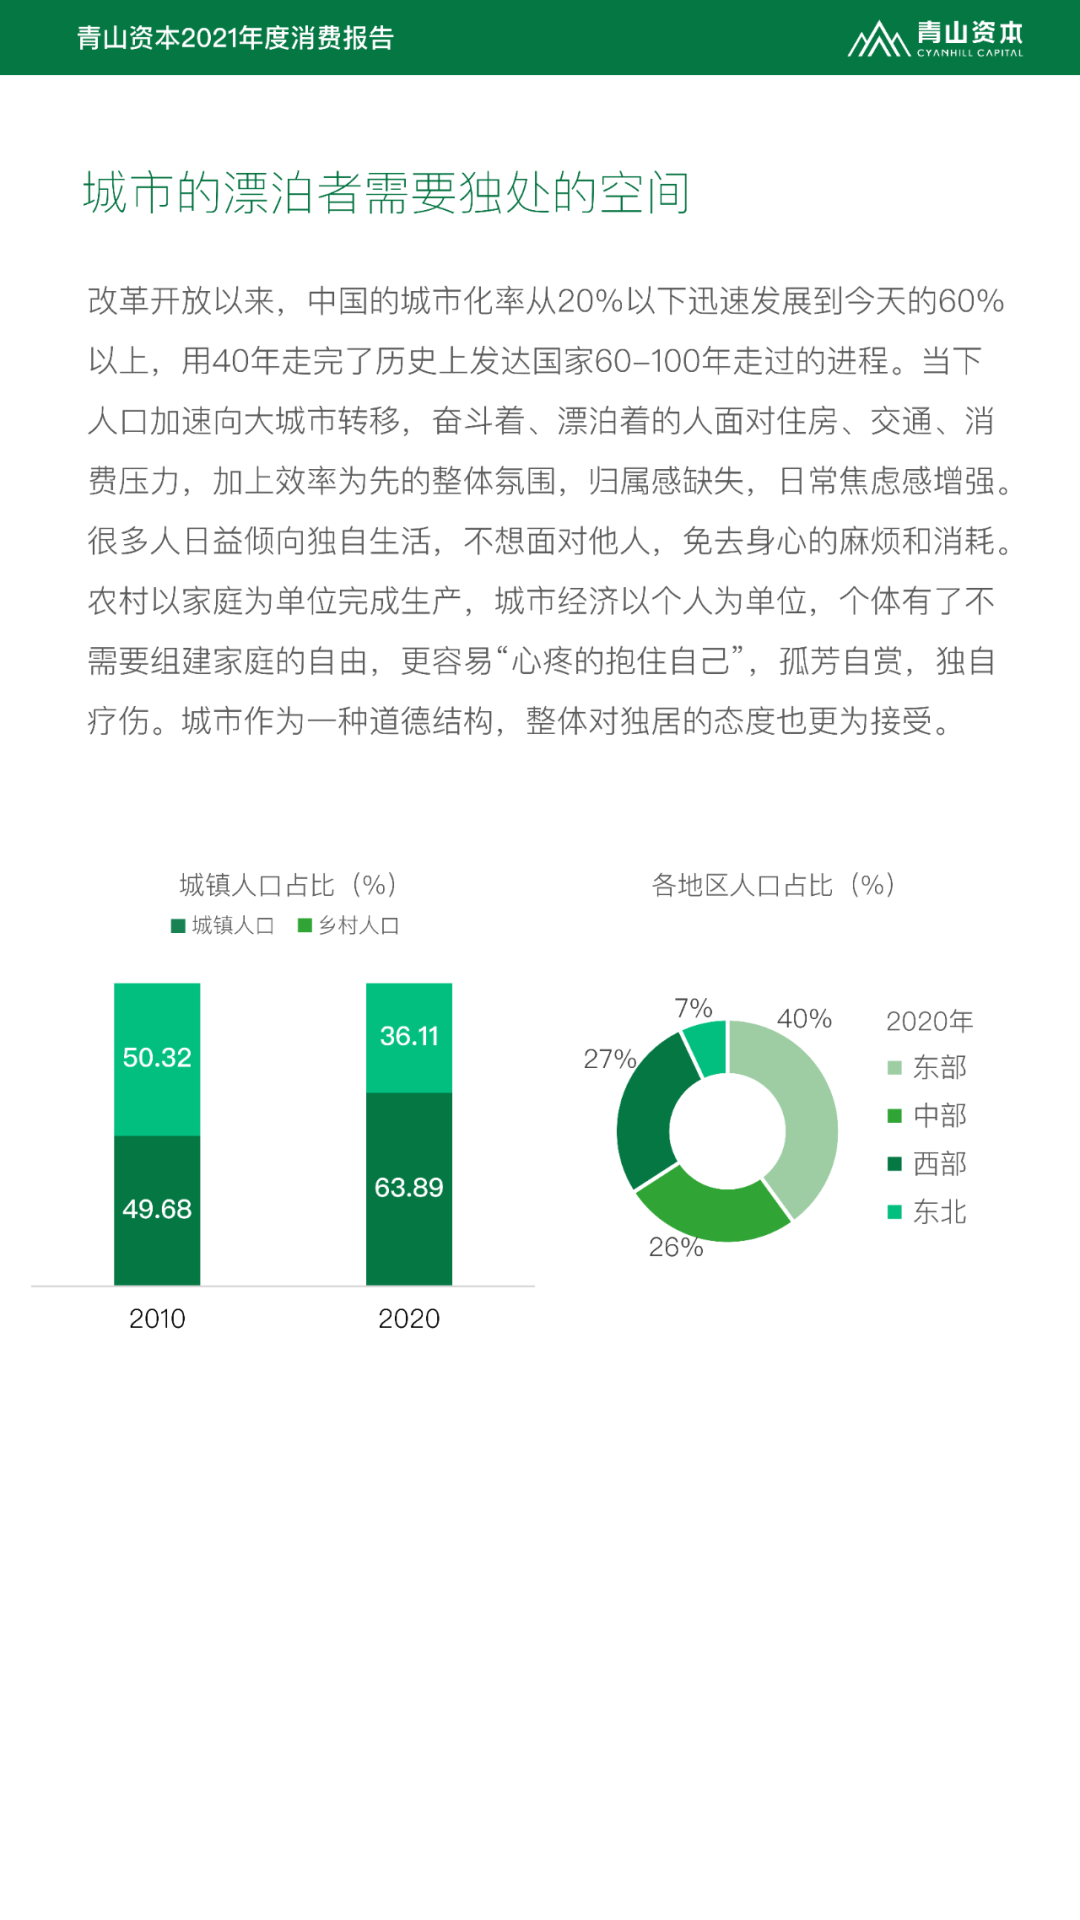 青山资本2021年度消费报告
青山资本
CYANHILL CAPITAL
城市的漂泊者需要独处的空间
改革开放以来，中国的城市化率从20%以下迅速发展到今天的60%
以上，用40年走完了历史上发达国家60-100年走过的进程。当下
人口加速向大城市转移，奋斗着、漂泊着的人面对住房、交通、消
费压力，加上效率为先的整体氛围，归属感缺失，日常焦虑感增强。
很多人日益倾向独自生活，不想面对他人，免去身心的麻烦和消耗。
农村以家庭为单位完成生产，城市经济以个人为单位，个体有了不
需要组建家庭的自由，更容易“心疼的抱住自己”，孤芳自赏，独自
疗伤。城市作为一种道德结构，整体对独居的态度也更为接受。
城镇人口占比（%）
城镇人口 乡村人口
50.32
49.68
36.11
63.89
2010
2020
各地区人口占比（%）
7%
40%
27%
26%
2020年
东部
中部
西部
东北